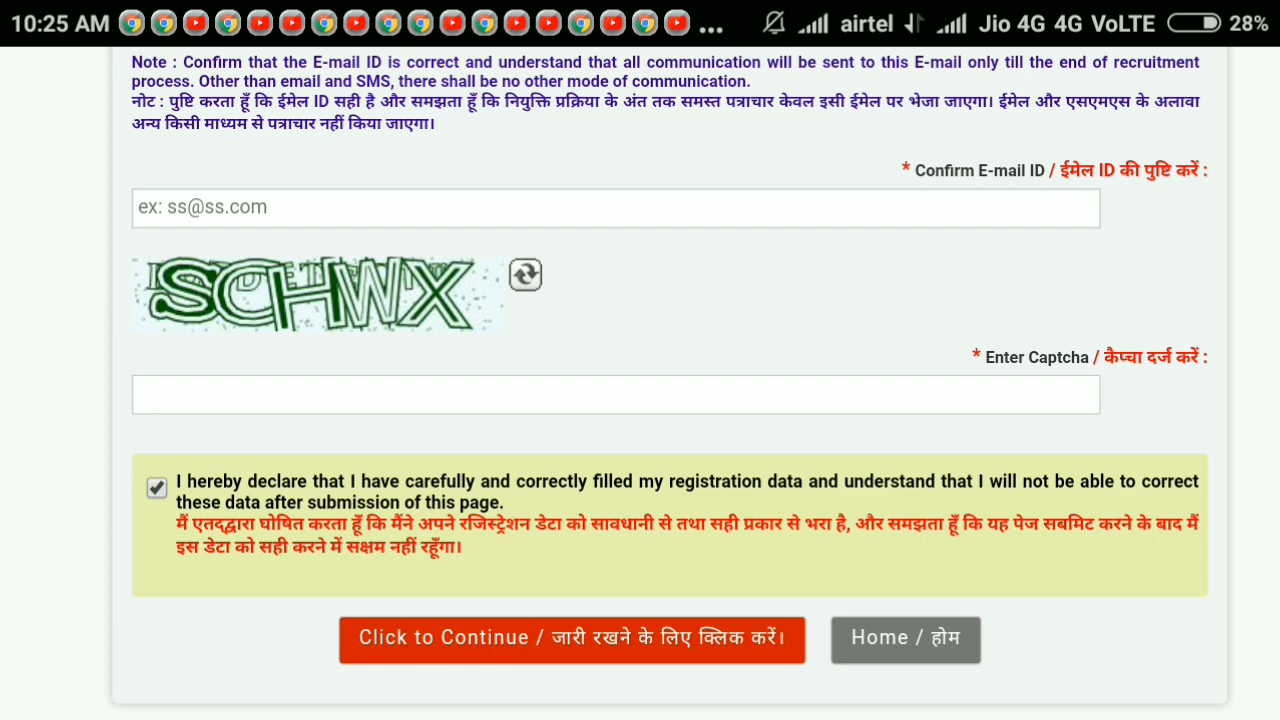 10:25 AM ... airtel Jio 4G 4G VoLTE 28%
Note : Confirm that the E-mail ID is correct and understand that all communication will be sent to this E-mail only till the end of recruitment
process. Other than email and SMS, there shall be no other mode of communication.
नोट : पुष्टि करता हूँ कि ईमेल ID सही है और समझता हूँ कि नियुक्ति प्रक्रिया के अंत तक समस्त पत्राचार केवल इसी ईमेल पर भेजा जाएगा। ईमेल और एसएमएस के अलावा
अन्य किसी माध्यम से पत्राचार नहीं किया जाएगा।
* Confirm E-mail ID / ईमेल ID की पुष्टि करें :
ex: ss@ss.com
SCHWX
* Enter Captcha / कैप्चा दर्ज करें :
I hereby declare that I have carefully and correctly filled my registration data and understand that I will not be able to correct
these data after submission of this page.
मैं एतदद्वारा घोषित करता हूँ कि मैंने अपने रजिस्ट्रेशन डेटा को सावधानी से तथा सही प्रकार से भरा है, और समझता हूँ कि यह पेज सबमिट करने के बाद मैं
इस डेटा को सही करने में सक्षम नहीं रहूँगा।
Click to Continue / जारी रखने के लिए क्लिक करें। Home / होम